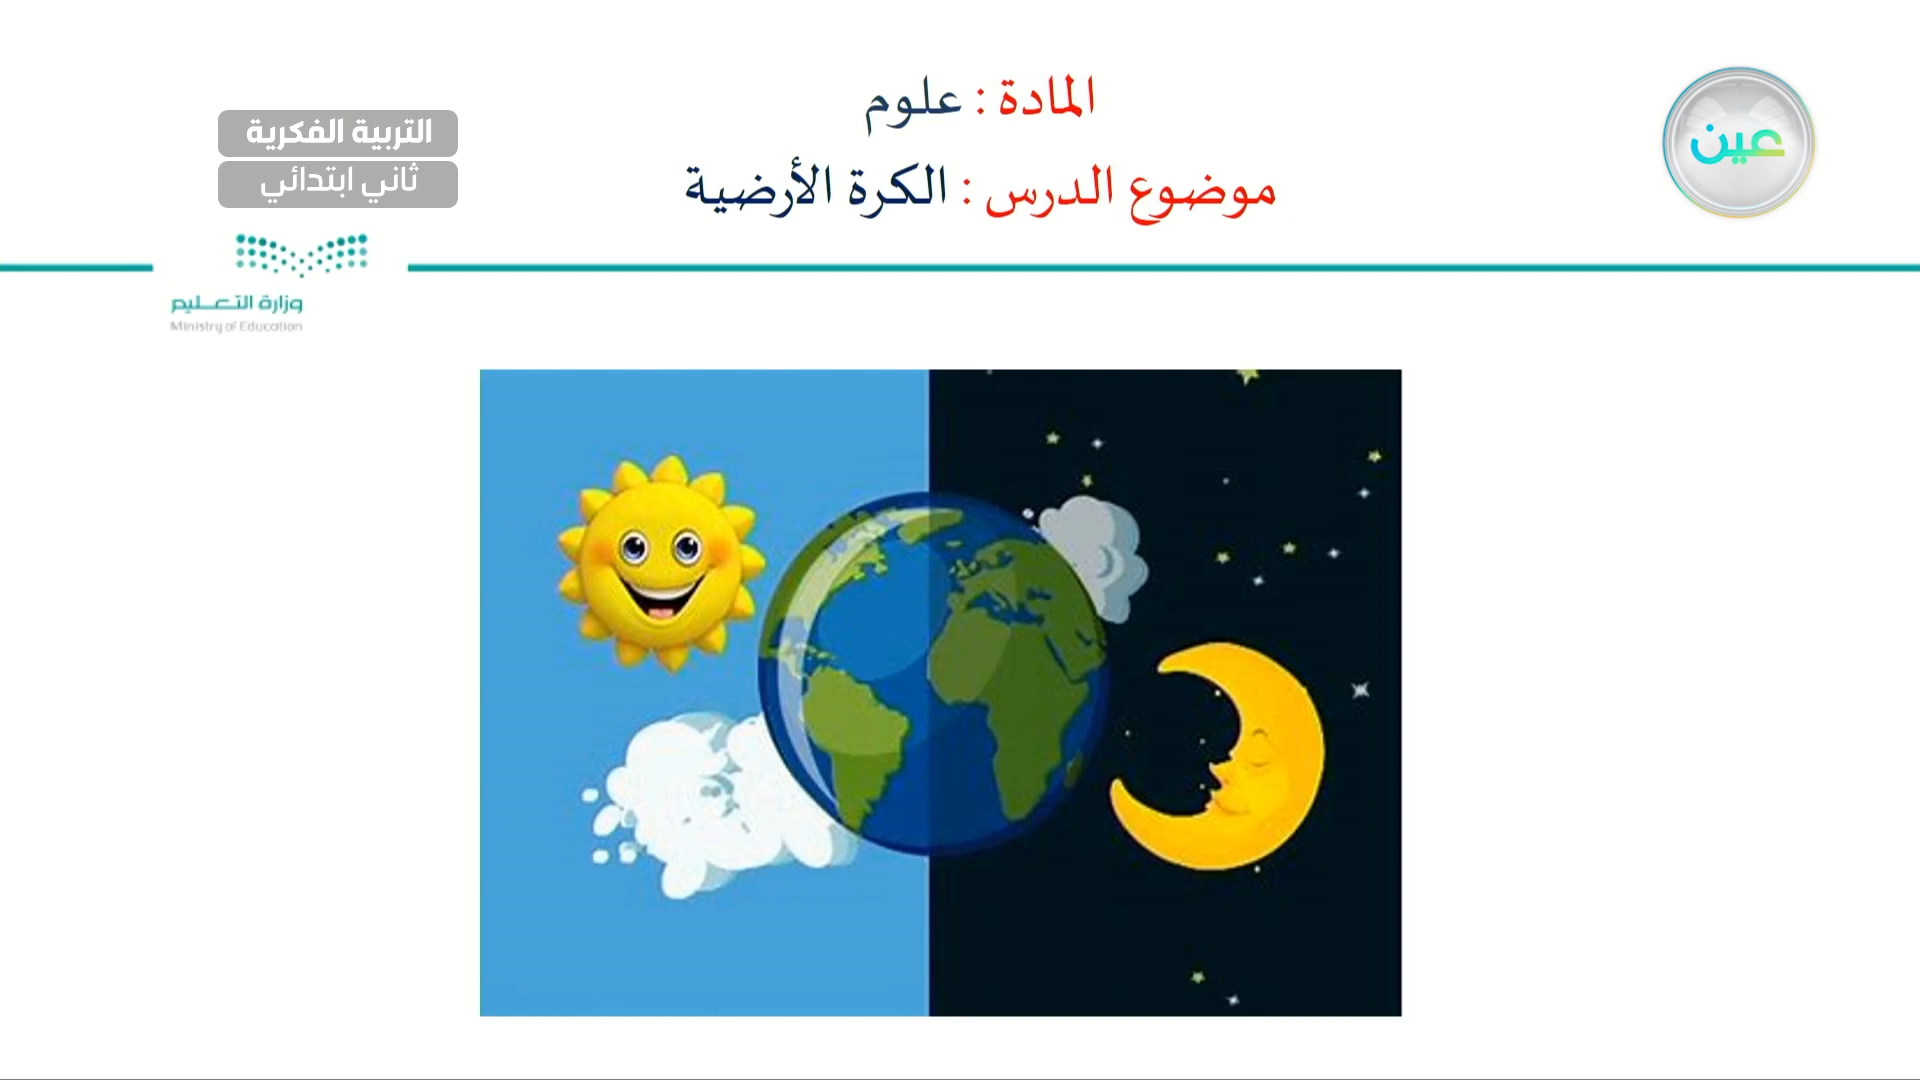 المادة : علوم
موضوع الدرس : الكرة الأرضية
عين
التربية الفكرية
ثاني ابتدائي
وزارة التعليم
Ministry of Education